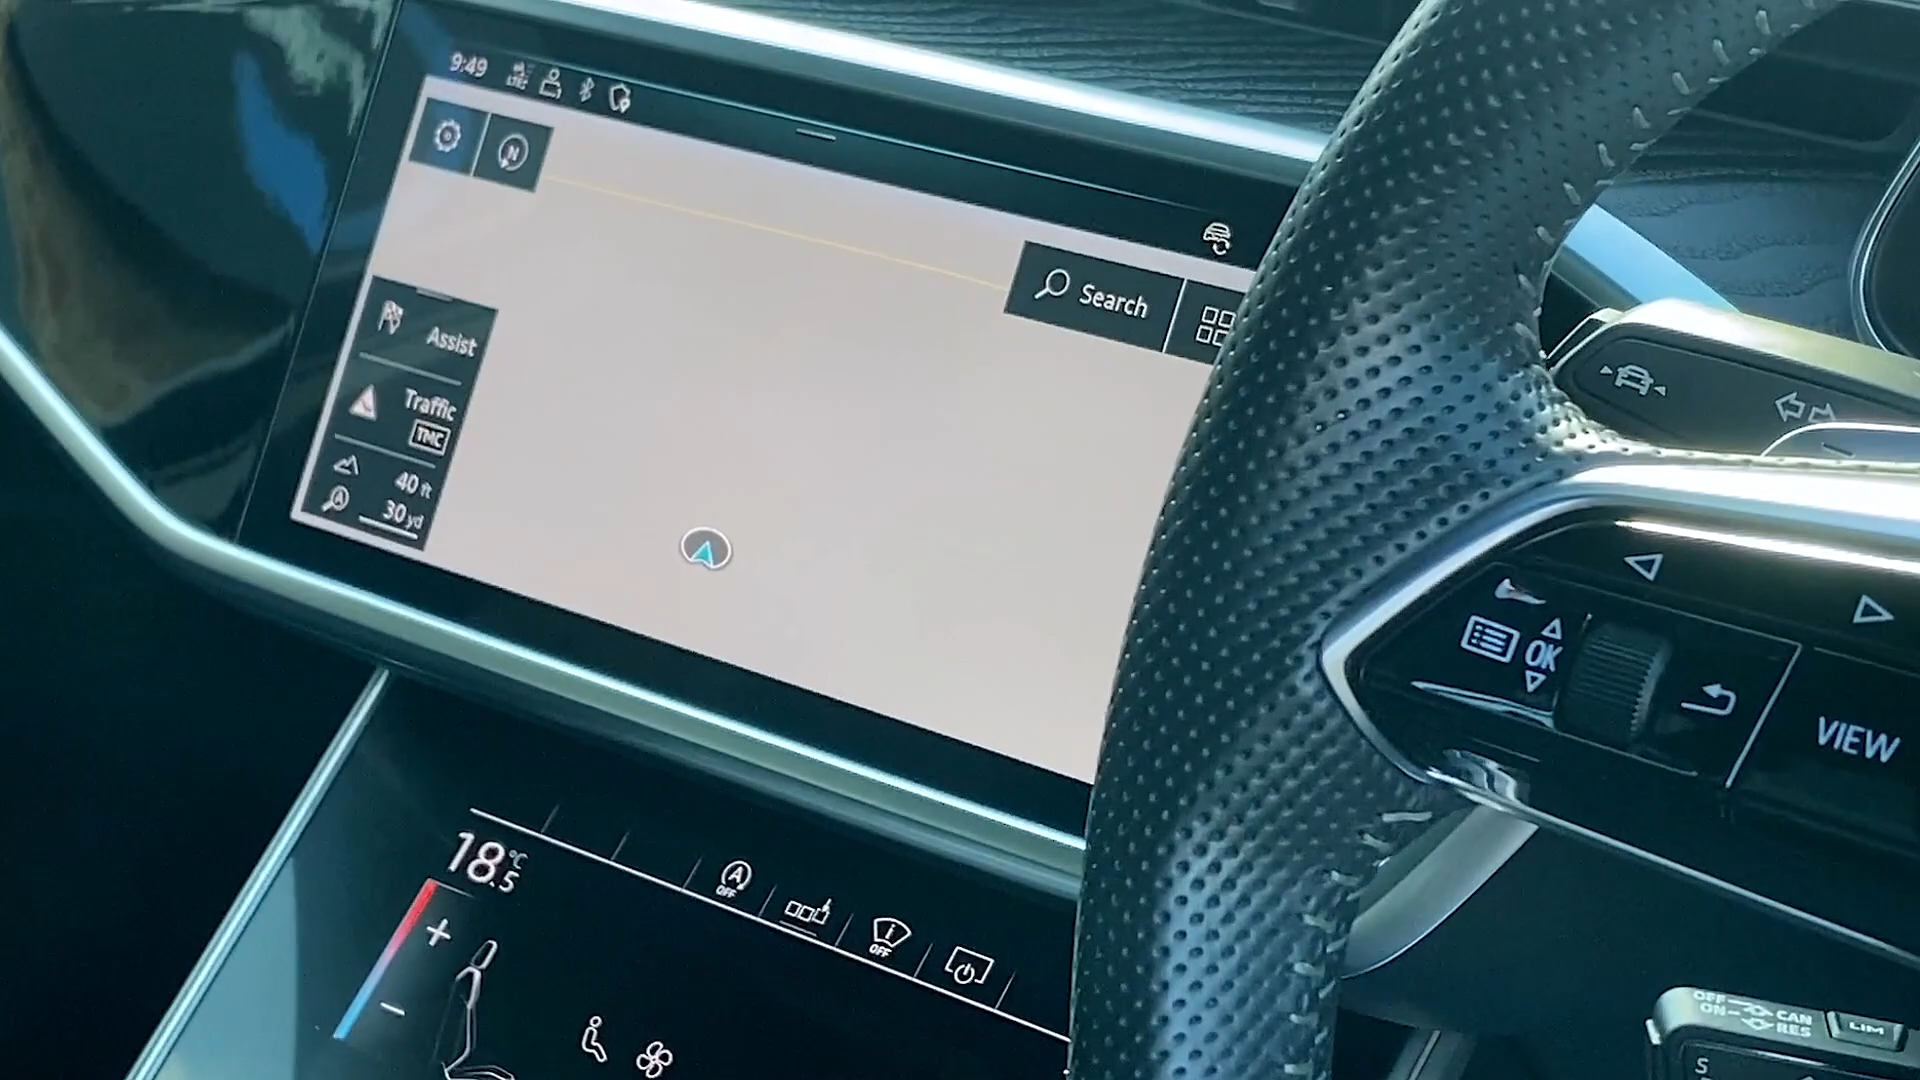 9:49
LTE
N
Search
Assist
Traffic
TMC
40 ft
30 yd
OK
VIEW
18.5 °C
A
OFF
OFF
OFF
ON
CAN
RES
LIM
S